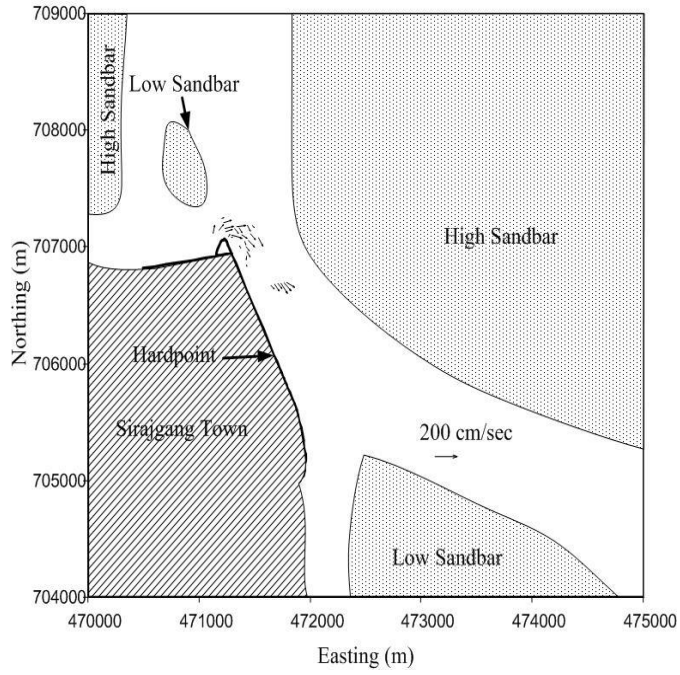 709000
708000
707000
706000
705000
704000
Northing (m)
High Sandbar
Low Sandbar
High Sandbar
Hardpoint
Sirajgang Town
200 cm/sec
Low Sandbar
470000 471000 472000 473000 474000 475000
Easting (m)